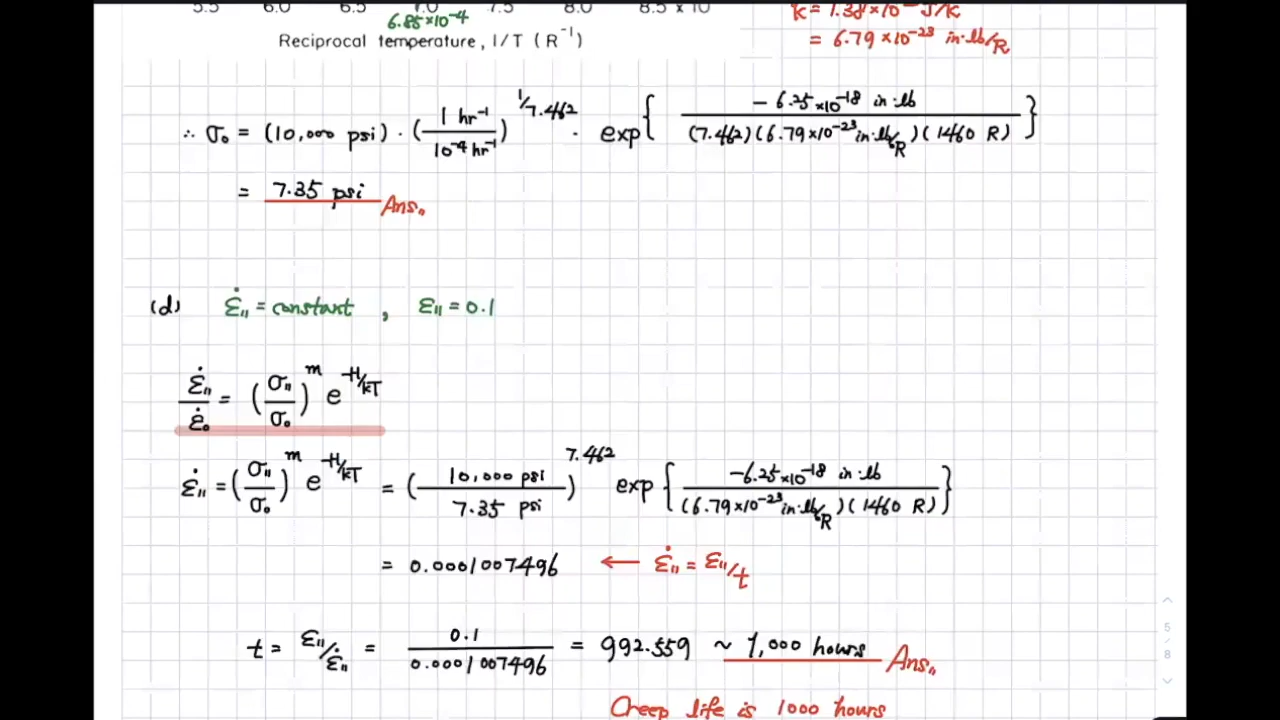 5.5 6.0 6.5 7.0 7.5 8.0 8.5 x 10
6.85×10⁻⁴
Reciprocal temperature, 1/T (R⁻¹)
k = 1.38×10 J/K
= 6.79 ×10⁻²³ in·lb/R
∴ σ₀ = (10,000 psi) · (1 hr⁻¹ / 10⁻⁴ hr⁻¹)^(1/7.462) · exp{ −6.25×10⁻¹⁸ in·lb / (7.462)(6.79×10⁻²³ in·lb/R)(1460 R) }
= 7.35 psi Ans.,
(d) ε̇₁₁ = constant , ε₁₁ = 0.1
ε̇₁₁/ε̇₀ = (σ₁₁/σ₀)^m e^(−H/kT)
ε̇₁₁ = (σ₁₁/σ₀)^m e^(−H/kT) = (10,000 psi / 7.35 psi)^7.462 exp{ −6.25×10⁻¹⁸ in·lb / (6.79×10⁻²³ in·lb/R)(1460 R) }
= 0.0001007496 ← ε̇₁₁ = ε₁₁/t
t = ε₁₁/ε̇₁₁ = 0.1 / 0.0001007496 = 992.559 ~ 1,000 hours Ans.,
Creep life is 1000 hours
5
/
8